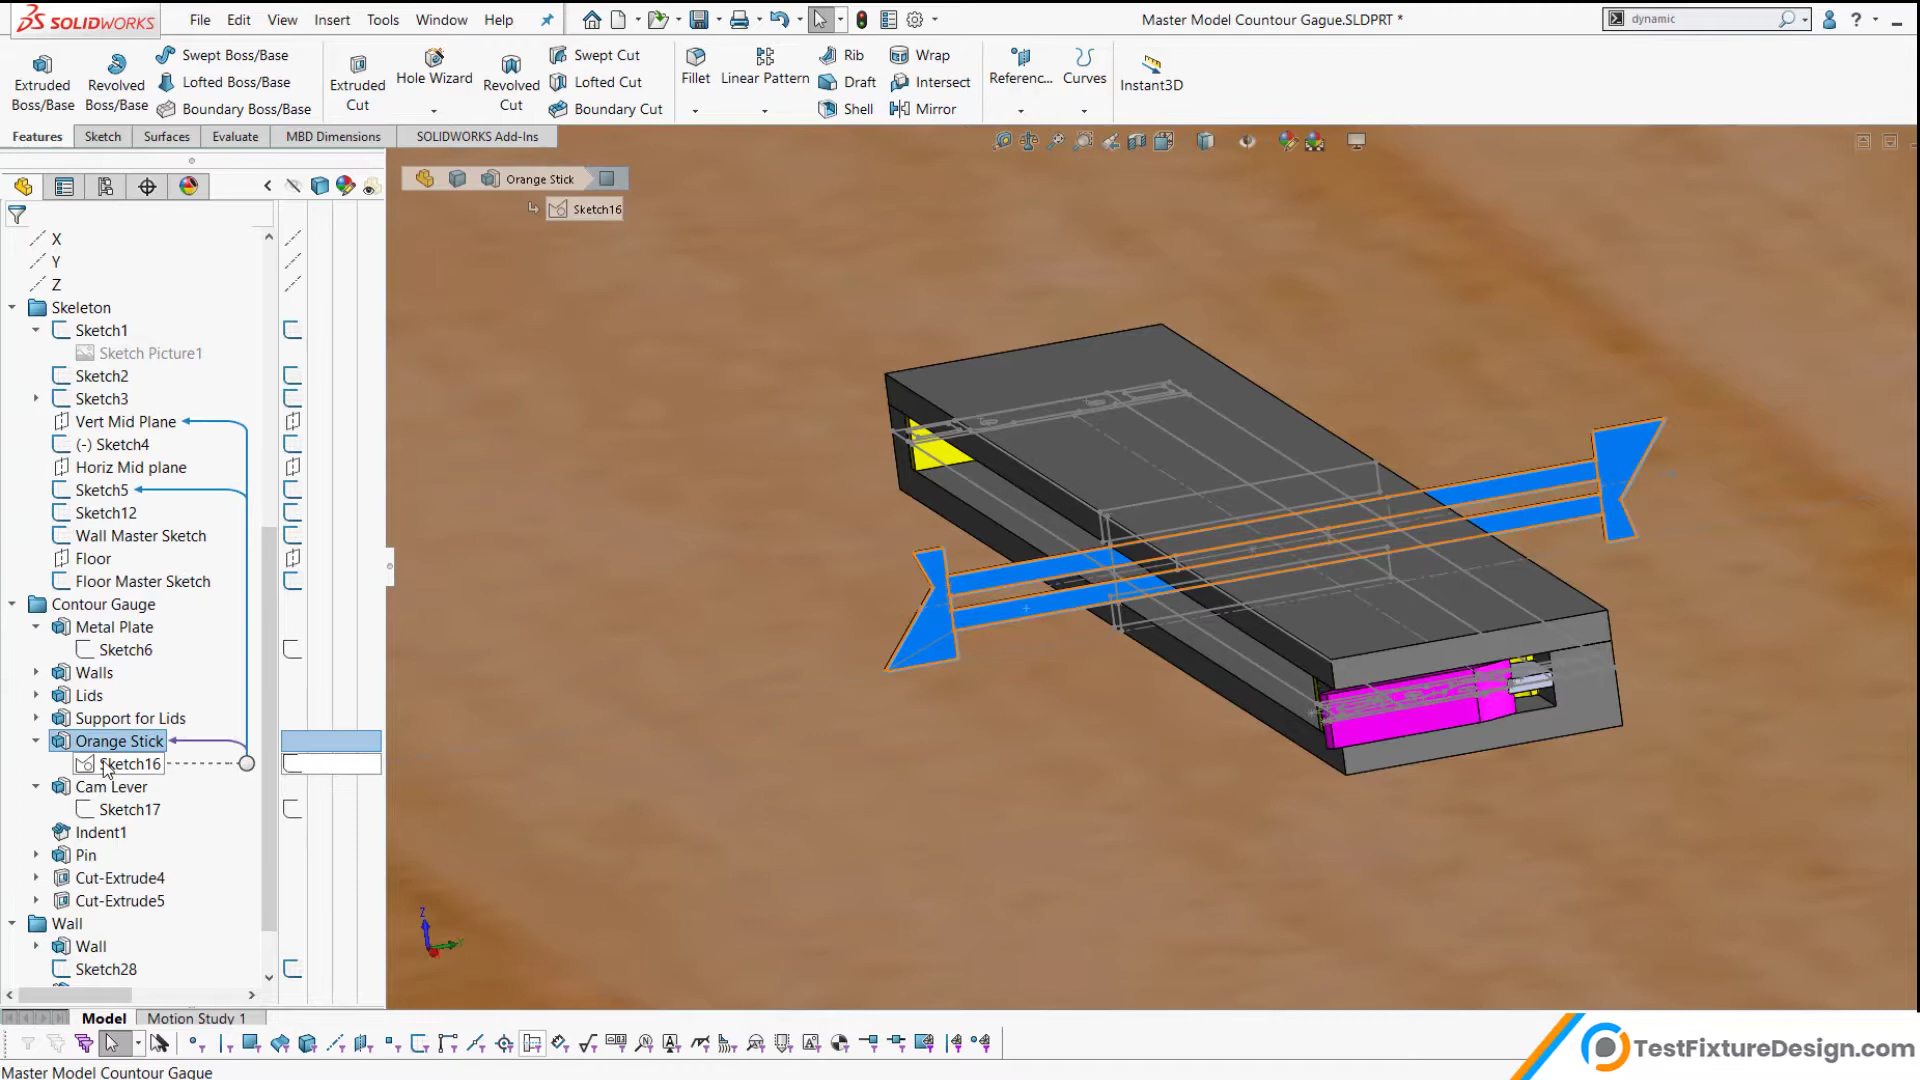 SOLIDWORKS
File Edit View Insert Tools Window Help
Master Model Countour Gague.SLDPRT *
dynamic
Extruded Boss/Base
Revolved Boss/Base
Swept Boss/Base
Lofted Boss/Base
Boundary Boss/Base
Extruded Cut
Hole Wizard
Revolved Cut
Swept Cut
Lofted Cut
Boundary Cut
Fillet
Linear Pattern
Rib
Draft
Shell
Wrap
Intersect
Mirror
Referenc...
Curves
Instant3D
Features Sketch Surfaces Evaluate MBD Dimensions SOLIDWORKS Add-Ins
Orange Stick
Sketch16
X
Y
Z
Skeleton
Sketch1
Sketch Picture1
Sketch2
Sketch3
Vert Mid Plane
(-) Sketch4
Horiz Mid plane
Sketch5
Sketch12
Wall Master Sketch
Floor
Floor Master Sketch
Contour Gauge
Metal Plate
Sketch6
Walls
Lids
Support for Lids
Orange Stick
Sketch16
Cam Lever
Sketch17
Indent1
Pin
Cut-Extrude4
Cut-Extrude5
Wall
Wall
Sketch28
Z
Model Motion Study 1
Master Model Countour Gague
TestFixtureDesign.com